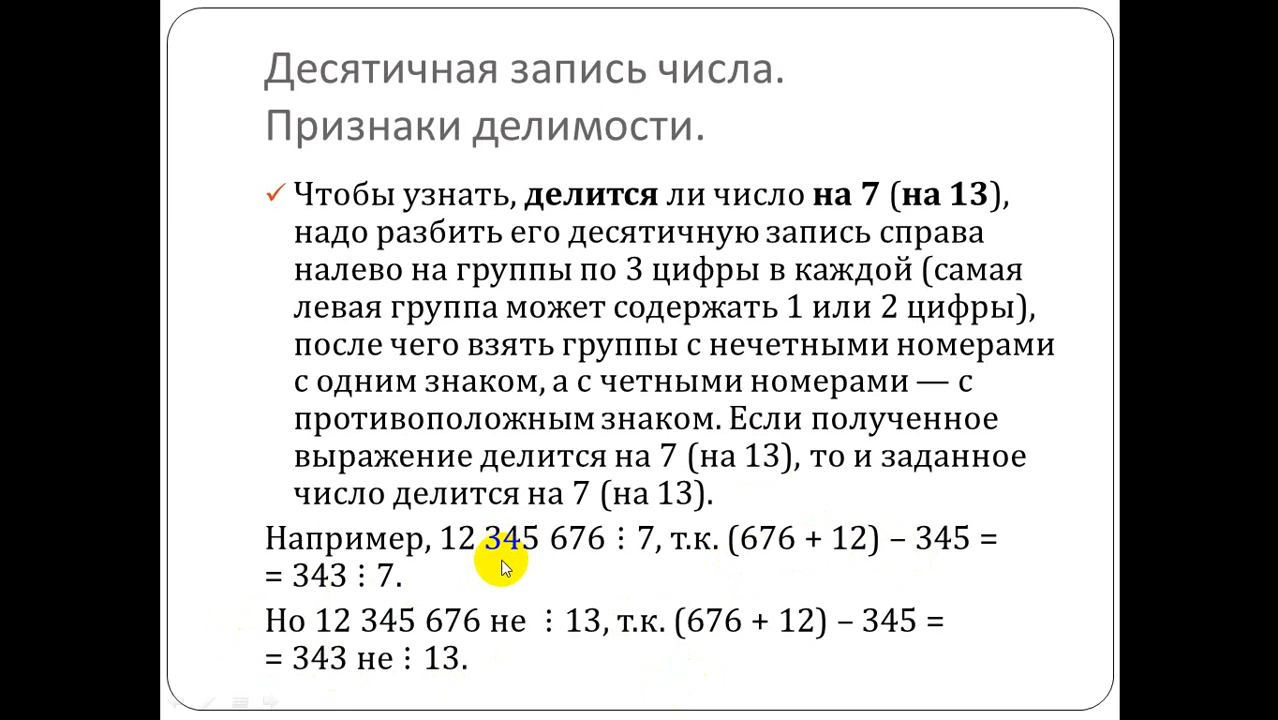 Десятичная запись числа.
Признаки делимости.
✓ Чтобы узнать, делится ли число на 7 (на 13),
надо разбить его десятичную запись справа
налево на группы по 3 цифры в каждой (самая
левая группа может содержать 1 или 2 цифры),
после чего взять группы с нечетными номерами
с одним знаком, а с четными номерами — с
противоположным знаком. Если полученное
выражение делится на 7 (на 13), то и заданное
число делится на 7 (на 13).
Например, 12 345 676 ⋮ 7, т.к. (676 + 12) – 345 =
= 343 ⋮ 7.
Но 12 345 676 не ⋮ 13, т.к. (676 + 12) – 345 =
= 343 не ⋮ 13.